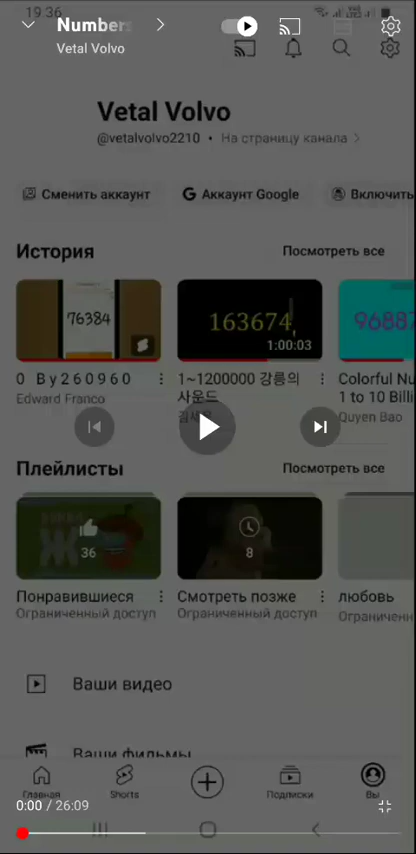 19:36
Numbers
Vetal Volvo
Vetal Volvo
@vetalvolvo2210 • На страницу канала
Сменить аккаунт
G Аккаунт Google
Включить
История
Посмотреть все
76384
163674,
1:00:03
96887
0 By260960
Edward Franco
1~1200000 강릉의
사운드
Colorful Nu
1 to 10 Billi
Quyen Bao
Плейлисты
Посмотреть все
Ж
36
8
Понравившиеся
Ограниченный доступ
Смотреть позже
Ограниченный доступ
любовь
Ограничен
Ваши видео
Ваши фильмы
Главная
Shorts
Подписки
Вы
0:00 / 26:09